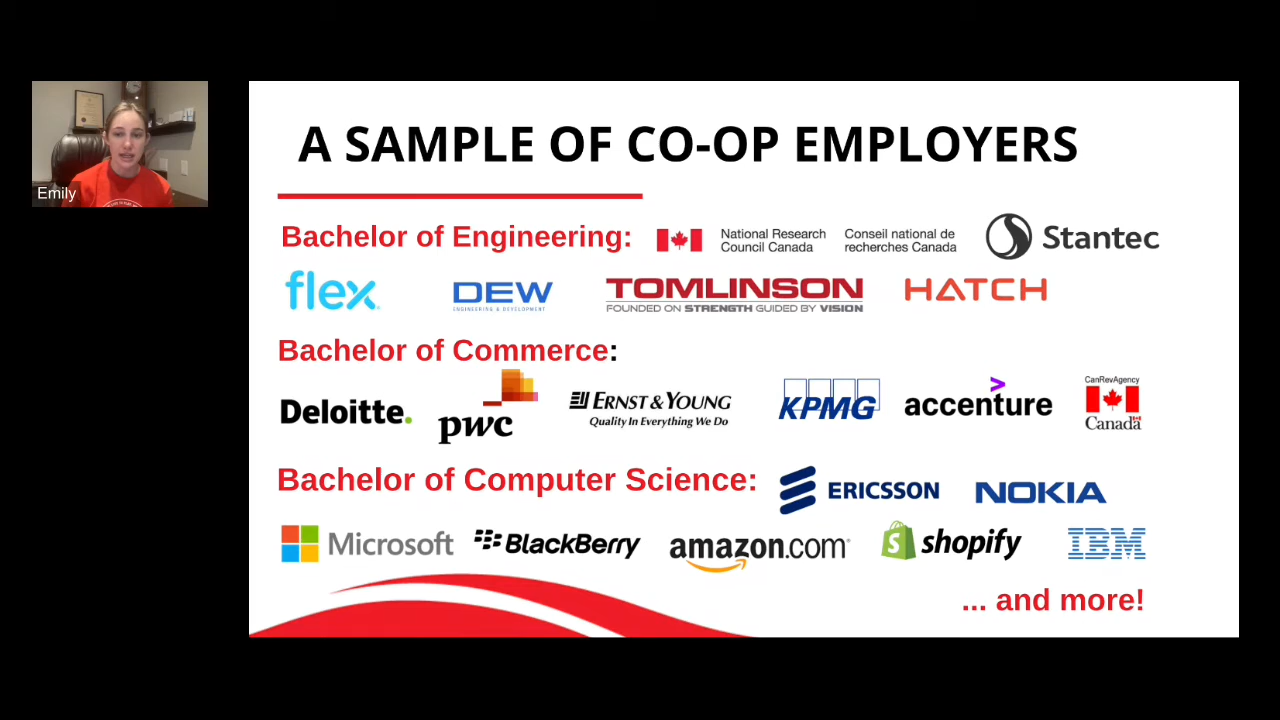 A SAMPLE OF CO-OP EMPLOYERS
Emily
Bachelor of Engineering:
National Research Council Canada
Conseil national de recherches Canada
Stantec
flex
DEW
ENGINEERING & DEVELOPMENT
TOMLINSON
FOUNDED ON STRENGTH GUIDED BY VISION
HATCH
Bachelor of Commerce:
Deloitte.
pwc
ERNST & YOUNG
Quality In Everything We Do
KPMG
accenture
CanRevAgency
Canada
Bachelor of Computer Science:
ERICSSON
NOKIA
Microsoft
BlackBerry
amazon.com
shopify
IBM
... and more!